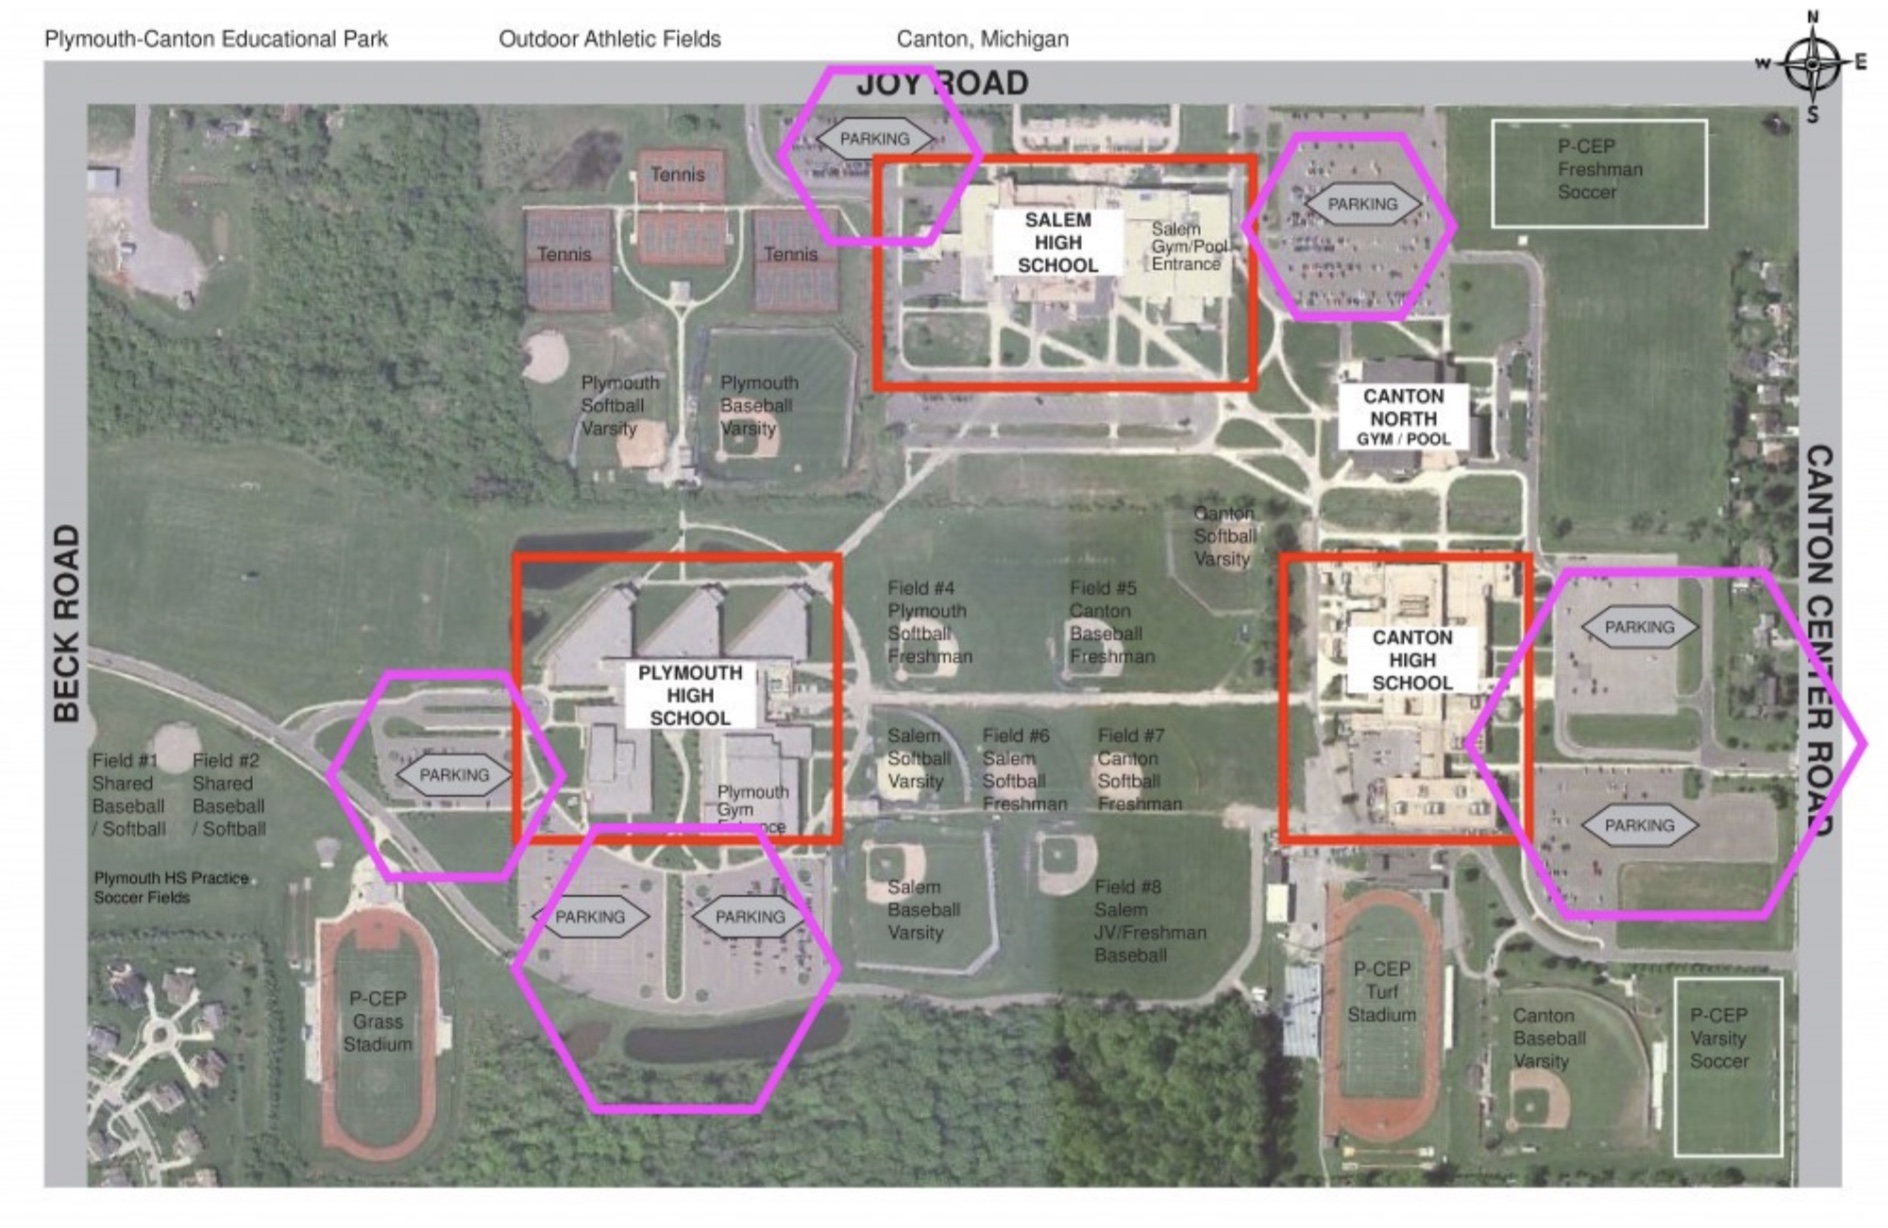 Plymouth-Canton Educational Park
Outdoor Athletic Fields
Canton, Michigan
N
W
E
S
JOY ROAD
PARKING
P-CEP
Freshman
Soccer
Tennis
Tennis
Tennis
SALEM
HIGH
SCHOOL
Salem
Gym/Pool
Entrance
PARKING
Plymouth
Softball
Varsity
Plymouth
Baseball
Varsity
CANTON
NORTH
GYM / POOL
BECK ROAD
CANTON CENTER ROAD
Canton
Softball
Varsity
Field #4
Plymouth
Softball
Freshman
Field #5
Canton
Baseball
Freshman
PLYMOUTH
HIGH
SCHOOL
CANTON
HIGH
SCHOOL
PARKING
Field #1
Shared
Baseball
/ Softball
Field #2
Shared
Baseball
/ Softball
PARKING
Plymouth
Gym
Entrance
Salem
Softball
Varsity
Field #6
Salem
Softball
Freshman
Field #7
Canton
Softball
Freshman
PARKING
Plymouth HS Practice
Soccer Fields
PARKING
PARKING
Salem
Baseball
Varsity
Field #8
Salem
JV/Freshman
Baseball
P-CEP
Grass
Stadium
P-CEP
Turf
Stadium
Canton
Baseball
Varsity
P-CEP
Varsity
Soccer